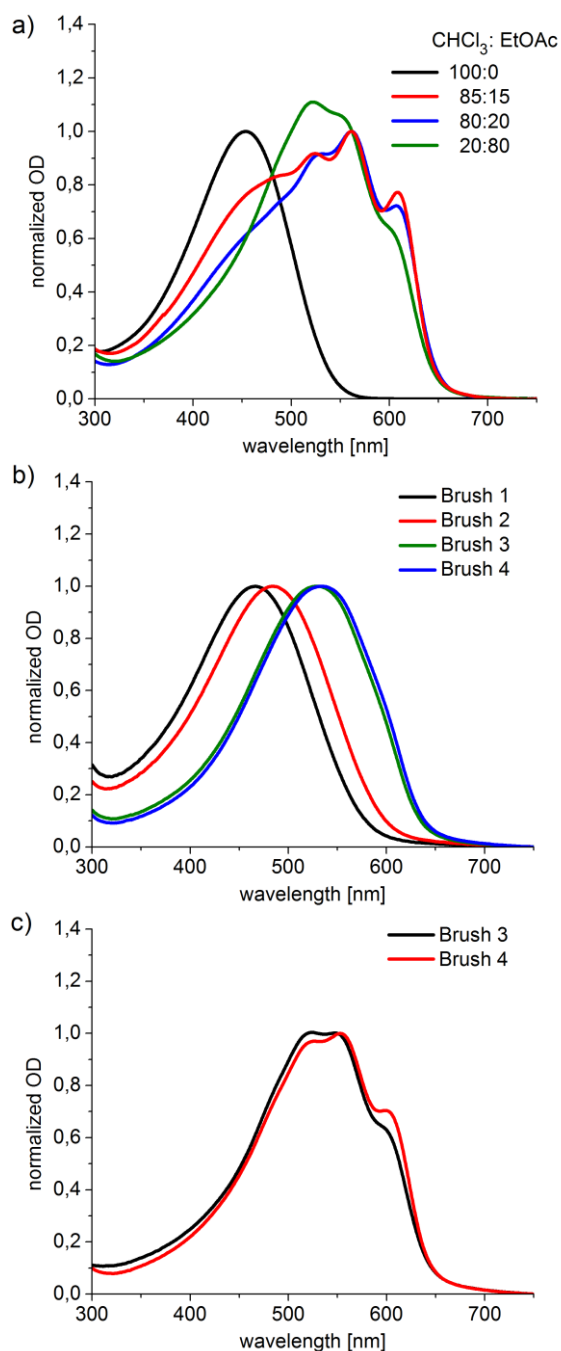 a)
CHCl₃: EtOAc
100:0
85:15
80:20
20:80
normalized OD
1,4
1,2
1,0
0,8
0,6
0,4
0,2
0,0
300 400 500 600 700
wavelength [nm]
b)
Brush 1
Brush 2
Brush 3
Brush 4
normalized OD
1,4
1,2
1,0
0,8
0,6
0,4
0,2
0,0
300 400 500 600 700
wavelength [nm]
c)
Brush 3
Brush 4
normalized OD
1,4
1,2
1,0
0,8
0,6
0,4
0,2
0,0
300 400 500 600 700
wavelength [nm]